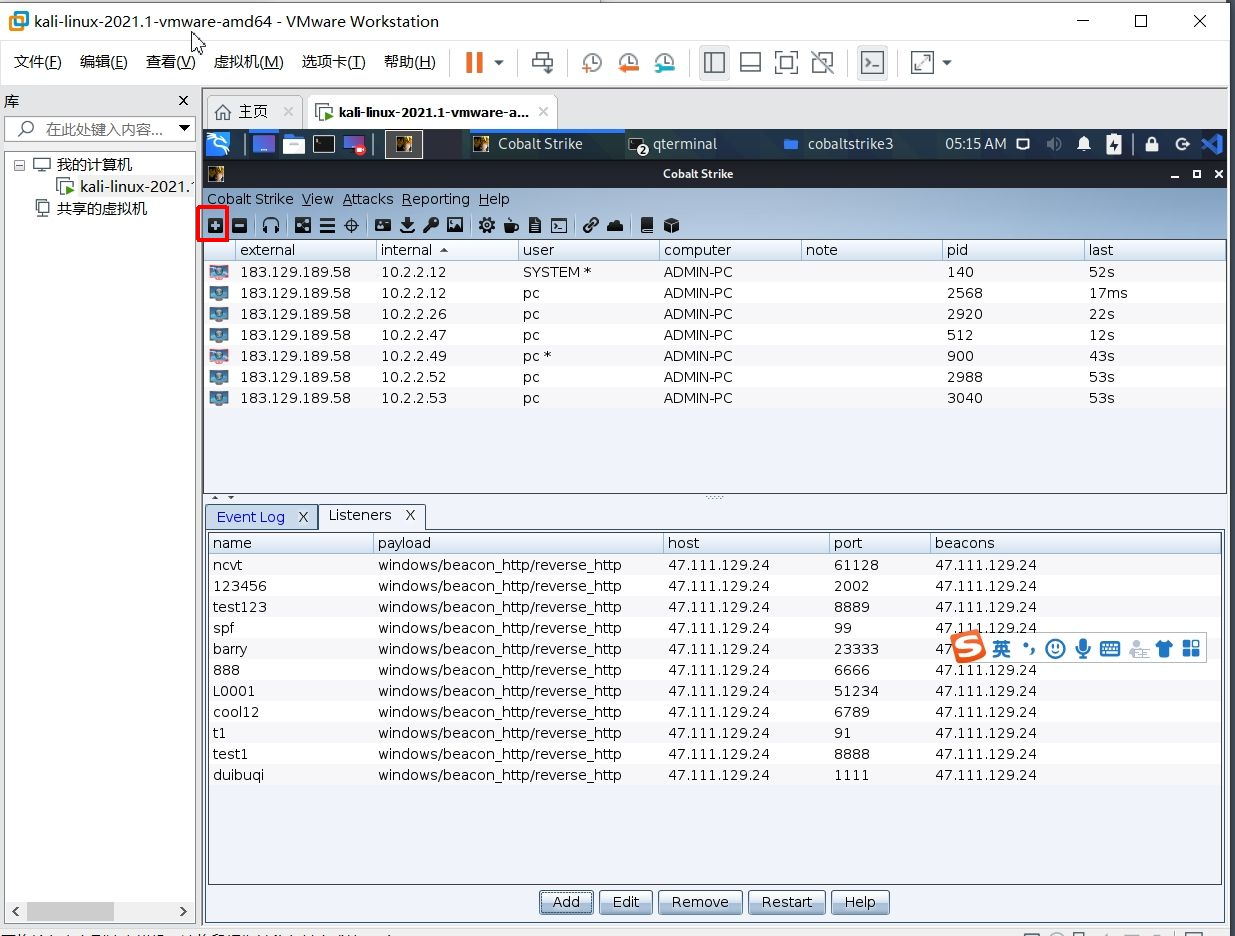 kali-linux-2021.1-vmware-amd64 - VMware Workstation
文件(F) 编辑(E) 查看(V) 虚拟机(M) 选项卡(T) 帮助(H)
库
在此处键入内容...
我的计算机
kali-linux-2021.1
共享的虚拟机
主页 kali-linux-2021.1-vmware-a...
Cobalt Strike 2 qterminal cobaltstrike3 05:15 AM
Cobalt Strike
Cobalt Strike View Attacks Reporting Help
external internal user computer note pid last
183.129.189.58 10.2.2.12 SYSTEM * ADMIN-PC 140 52s
183.129.189.58 10.2.2.12 pc ADMIN-PC 2568 17ms
183.129.189.58 10.2.2.26 pc ADMIN-PC 2920 22s
183.129.189.58 10.2.2.47 pc ADMIN-PC 512 12s
183.129.189.58 10.2.2.49 pc * ADMIN-PC 900 43s
183.129.189.58 10.2.2.52 pc ADMIN-PC 2988 53s
183.129.189.58 10.2.2.53 pc ADMIN-PC 3040 53s
Event Log X Listeners X
name payload host port beacons
ncvt windows/beacon_http/reverse_http 47.111.129.24 61128 47.111.129.24
123456 windows/beacon_http/reverse_http 47.111.129.24 2002 47.111.129.24
test123 windows/beacon_http/reverse_http 47.111.129.24 8889 47.111.129.24
spf windows/beacon_http/reverse_http 47.111.129.24 99 47.111.129.24
barry windows/beacon_http/reverse_http 47.111.129.24 23333 47
英
888 windows/beacon_http/reverse_http 47.111.129.24 6666 47.111.129.24
L0001 windows/beacon_http/reverse_http 47.111.129.24 51234 47.111.129.24
cool12 windows/beacon_http/reverse_http 47.111.129.24 6789 47.111.129.24
t1 windows/beacon_http/reverse_http 47.111.129.24 91 47.111.129.24
test1 windows/beacon_http/reverse_http 47.111.129.24 8888 47.111.129.24
duibuqi windows/beacon_http/reverse_http 47.111.129.24 1111 47.111.129.24
Add Edit Remove Restart Help